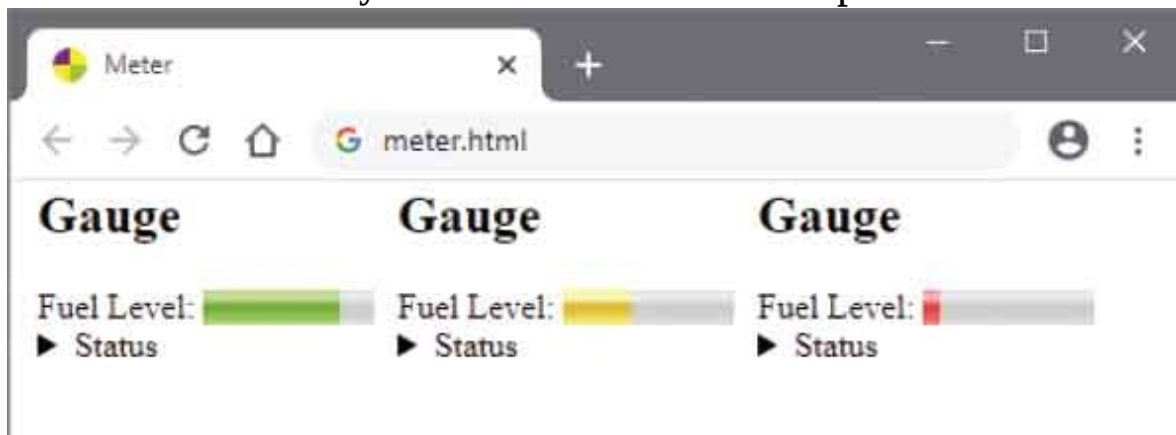 Meter
meter.html
Gauge Gauge Gauge
Fuel Level: Fuel Level: Fuel Level:
Status Status Status